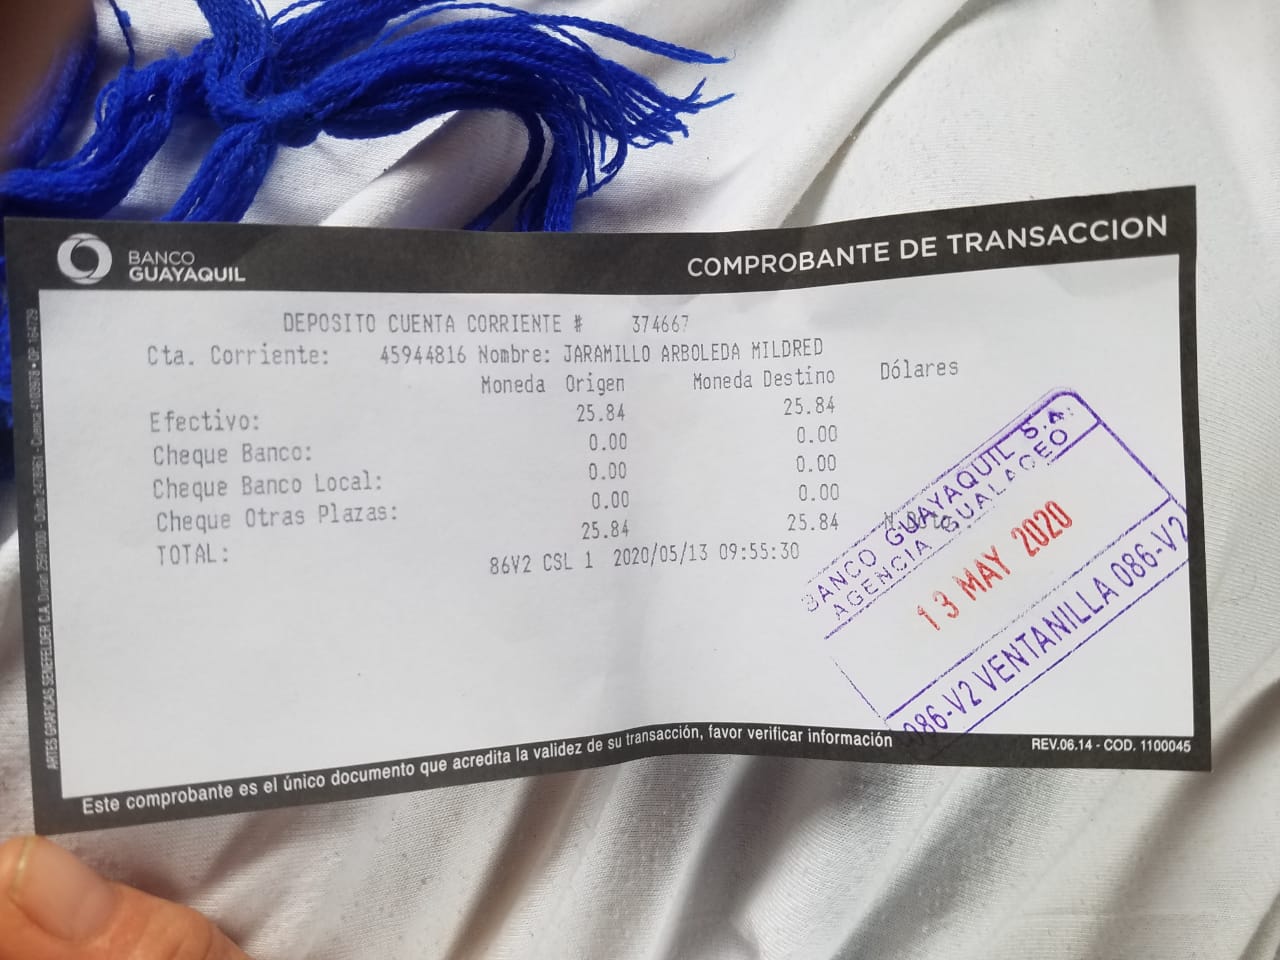 BANCO
GUAYAQUIL
COMPROBANTE DE TRANSACCION
DEPOSITO CUENTA CORRIENTE # 374667
Cta. Corriente: 45944816 Nombre: JARAMILLO ARBOLEDA MILDRED
Moneda Origen Moneda Destino Dólares
Efectivo: 25.84 25.84
Cheque Banco: 0.00 0.00
Cheque Banco Local: 0.00 0.00
Cheque Otras Plazas: 0.00 0.00
TOTAL: 25.84 25.84
86V2 CSL 1 2020/05/13 09:55:30
BANCO GUAYAQUIL S.A.
AGENCIA GUALACEO
13 MAY 2020
086-V2 VENTANILLA 086-V2
Este comprobante es el único documento que acredita la validez de su transacción, favor verificar información
REV.06.14 - COD. 1100045
ARTES GRAFICAS SENEFELDER C.A.